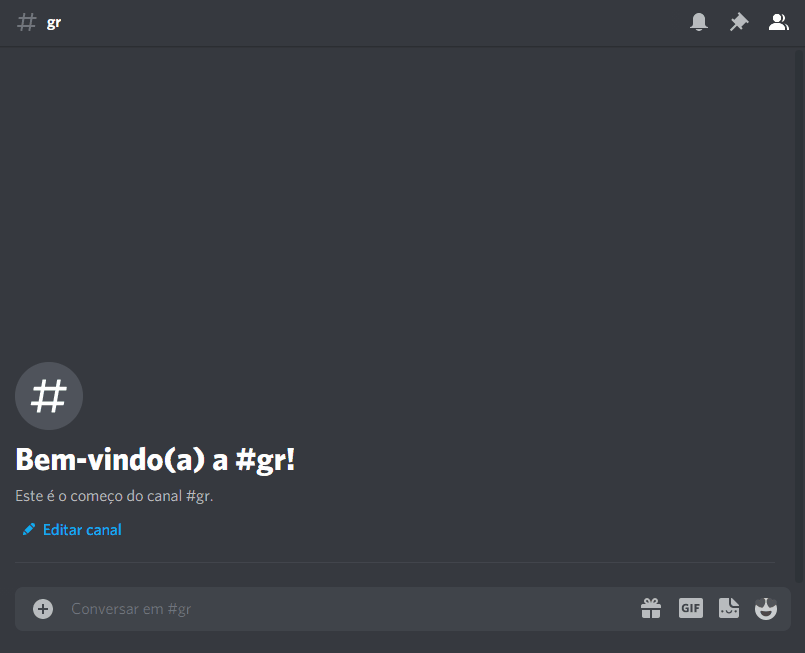 # gr
#
Bem-vindo(a) a #gr!
Este é o começo do canal #gr.
Editar canal
Conversar em #gr
GIF